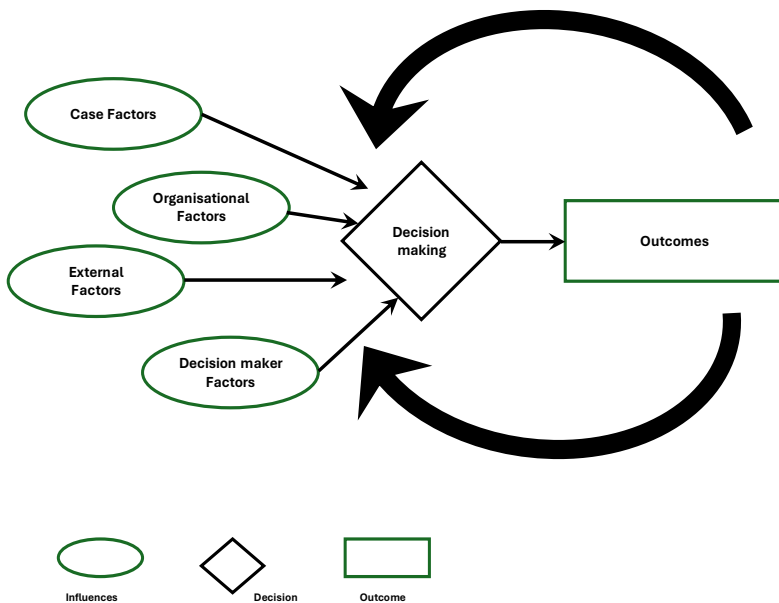 Case Factors
Organisational
Factors
External
Factors
Decision maker
Factors
Decision
making
Outcomes
Influences
Decision
Outcome